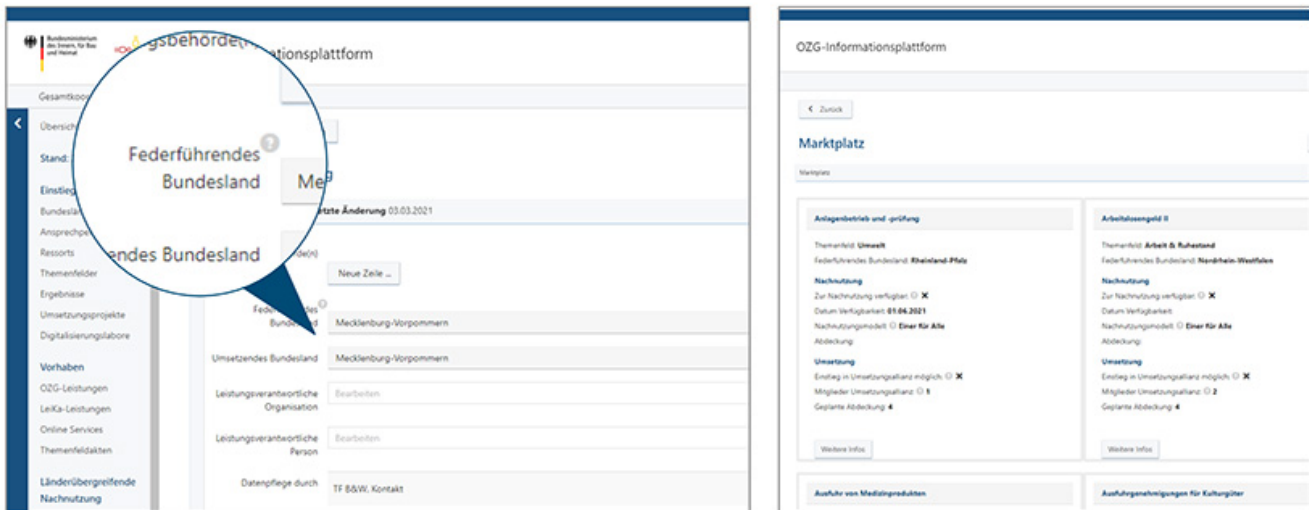 Bundesministerium
des Innern, für Bau
und Heimat
tionsplattform
Gesamtkoo
Übersich
Stand:
Einstieg
Bundeslä
Ansprechpe
Ressorts
Themenfelder
Ergebnisse
Umsetzungsprojekte
Digitalisierungslabore
Vorhaben
OZG-Leistungen
LeiKa-Leistungen
Online Services
Themenfeldakten
Länderübergreifende
Nachnutzung
gsbehörde(
Federführendes
Bundesland
Me
endes Bundesland
tzte Änderung 03.03.2021
de(n)
Neue Zeile ...
Mecklenburg-Vorpommern
Umsetzendes Bundesland
Mecklenburg-Vorpommern
Leistungsverantwortliche
Organisation
Bearbeiten
Leistungsverantwortliche
Person
Bearbeiten
Datenpflege durch
TF B&W, Kontakt
OZG-Informationsplattform
Zurück
Marktplatz
Marktplatz
Anlagenbetrieb und -prüfung
Themenfeld: Umwelt
Federführendes Bundesland: Rheinland-Pfalz
Nachnutzung
Zur Nachnutzung verfügbar: X
Datum Verfügbarkeit: 01.06.2021
Nachnutzungsmodell: Einer für Alle
Abdeckung:
Umsetzung
Einstieg in Umsetzungsallianz möglich: X
Mitglieder Umsetzungsallianz: 1
Geplante Abdeckung: 4
Weitere Infos
Arbeitslosengeld II
Themenfeld: Arbeit & Ruhestand
Federführendes Bundesland: Nordrhein-Westfalen
Nachnutzung
Zur Nachnutzung verfügbar: X
Datum Verfügbarkeit:
Nachnutzungsmodell: Einer für Alle
Abdeckung:
Umsetzung
Einstieg in Umsetzungsallianz möglich: X
Mitglieder Umsetzungsallianz: 2
Geplante Abdeckung: 4
Weitere Infos
Ausfuhr von Medizinprodukten
Ausfuhrgenehmigungen für Kulturgüter